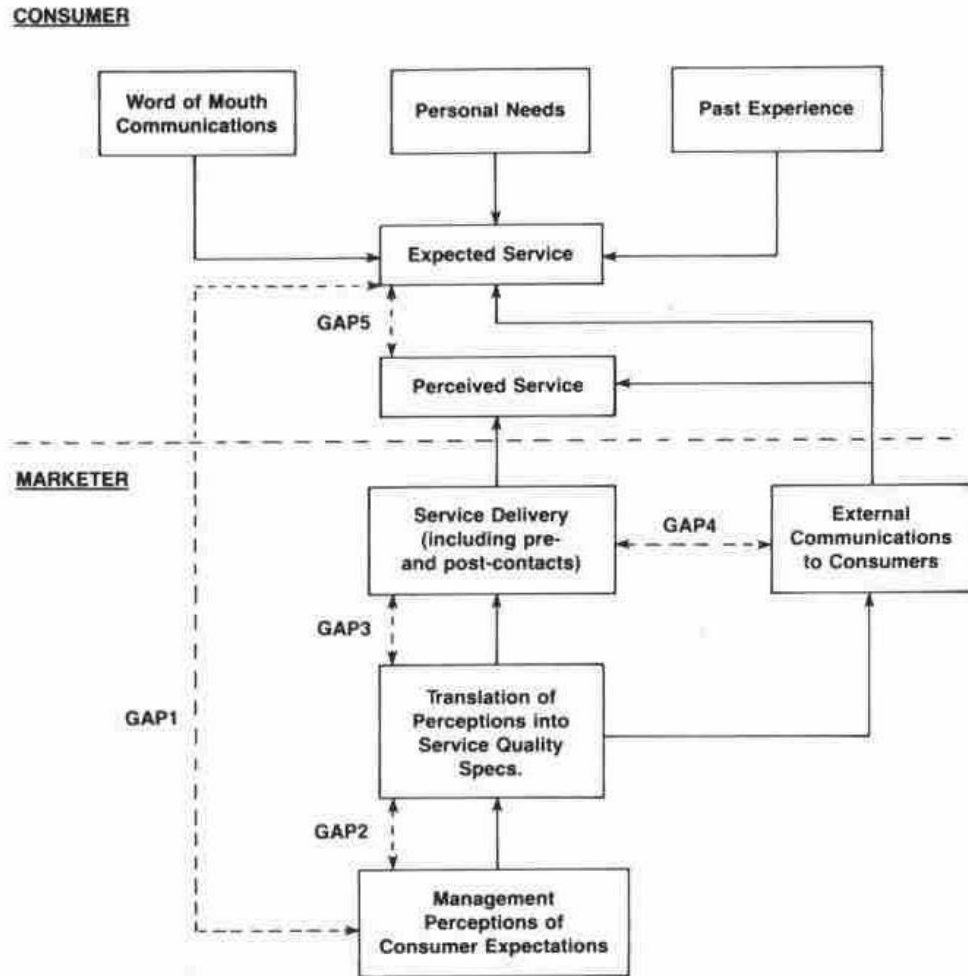 CONSUMER
Word of Mouth
Communications
Personal Needs
Past Experience
Expected Service
GAP5
Perceived Service
MARKETER
Service Delivery
(including pre-
and post-contacts)
GAP4
External
Communications
to Consumers
GAP3
Translation of
Perceptions into
Service Quality
Specs.
GAP1
GAP2
Management
Perceptions of
Consumer Expectations